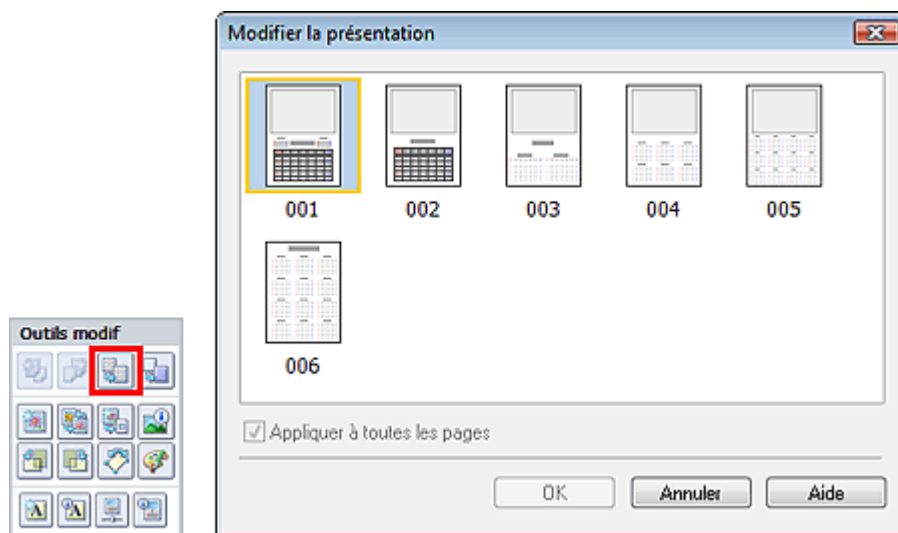 Modifier la présentation
001 002 003 004 005
006
Outils modif
Appliquer à toutes les pages
OK Annuler Aide